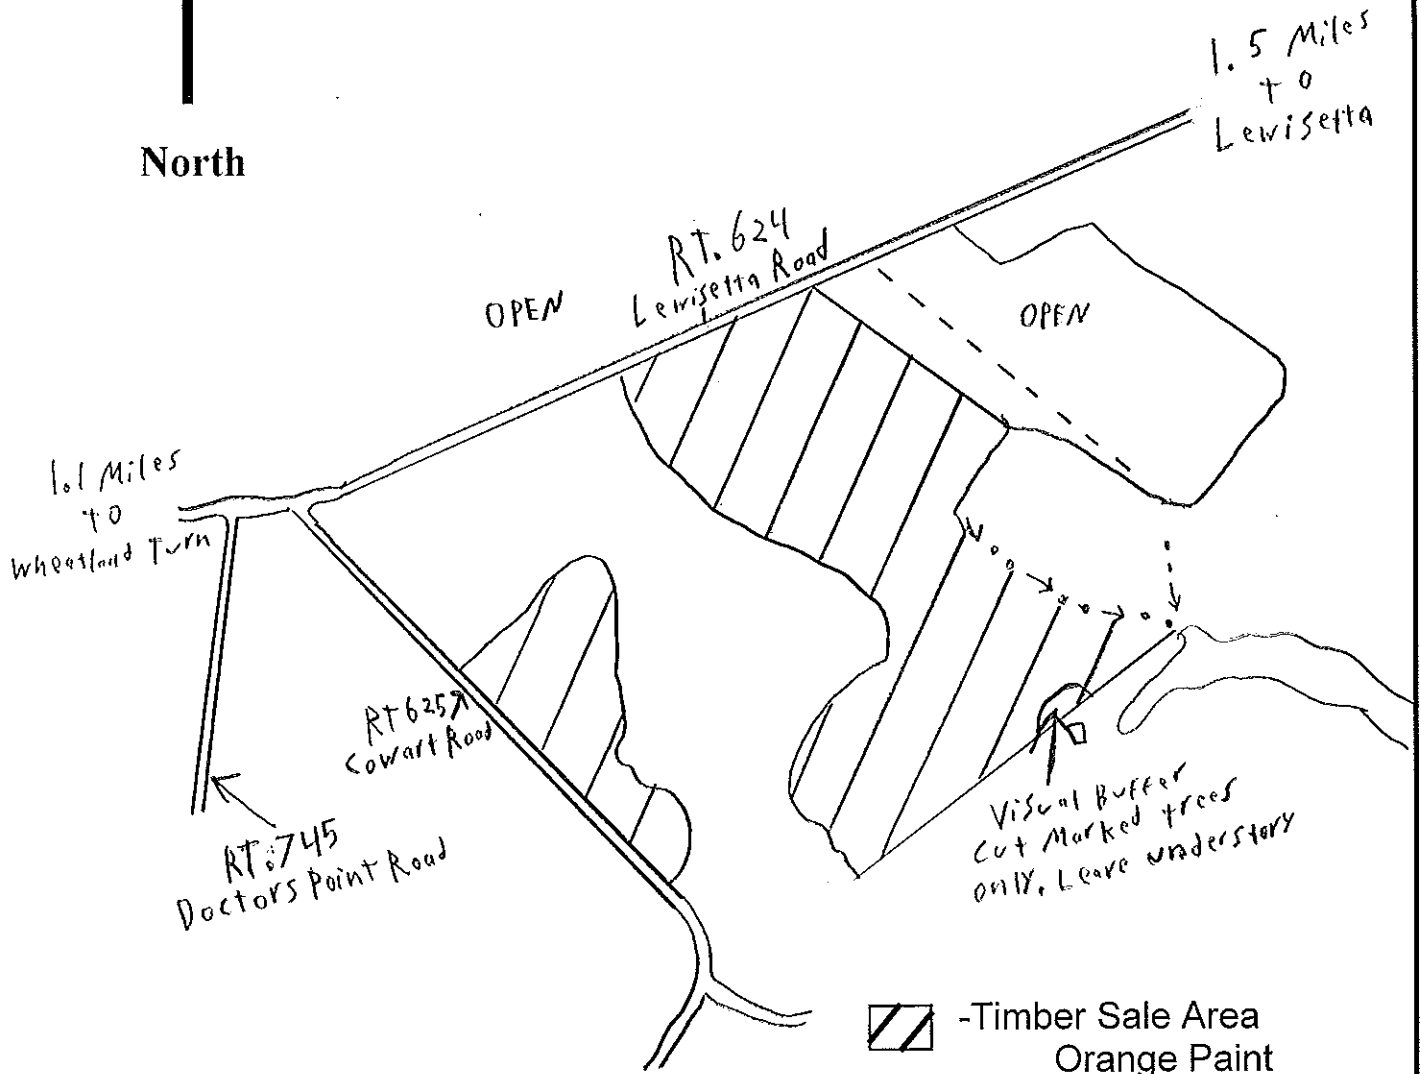 North
1.5 Miles
to
Lewisetta
RT. 624
Lewisetta Road
OPEN
OPEN
1.1 Miles
to
Wheatland Turn
RT 625
Cowart Road
RT. 745
Doctors Point Road
Visual Buffer
Cut Marked trees
only. Leave understory
-Timber Sale Area
Orange Paint